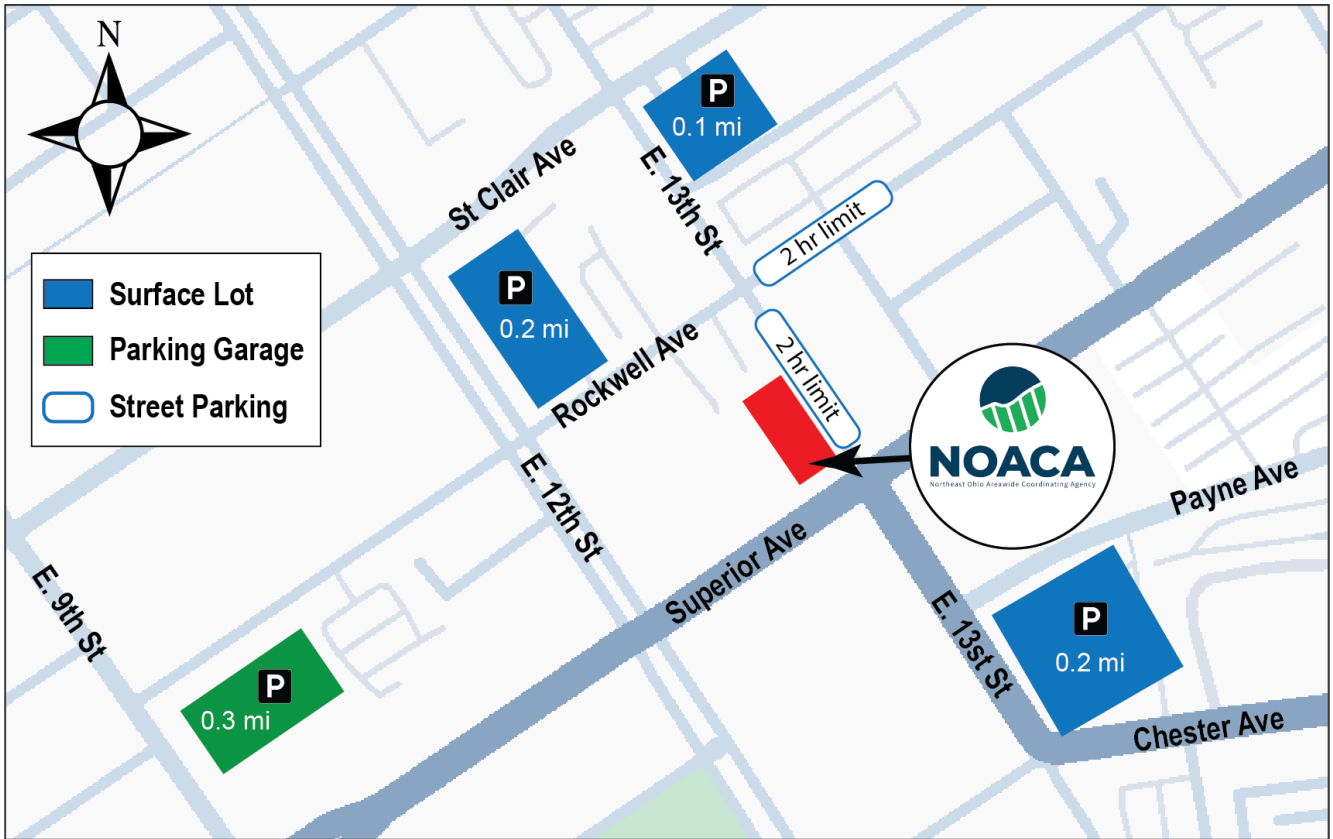 N
P
0.1 mi
St Clair Ave
E. 13th St
2 hr limit
Surface Lot
Parking Garage
Street Parking
P
0.2 mi
Rockwell Ave
2 hr limit
NOACA
Northeast Ohio Areawide Coordinating Agency
E. 12th St
Payne Ave
Superior Ave
E. 9th St
E. 13st St
P
0.2 mi
P
0.3 mi
Chester Ave